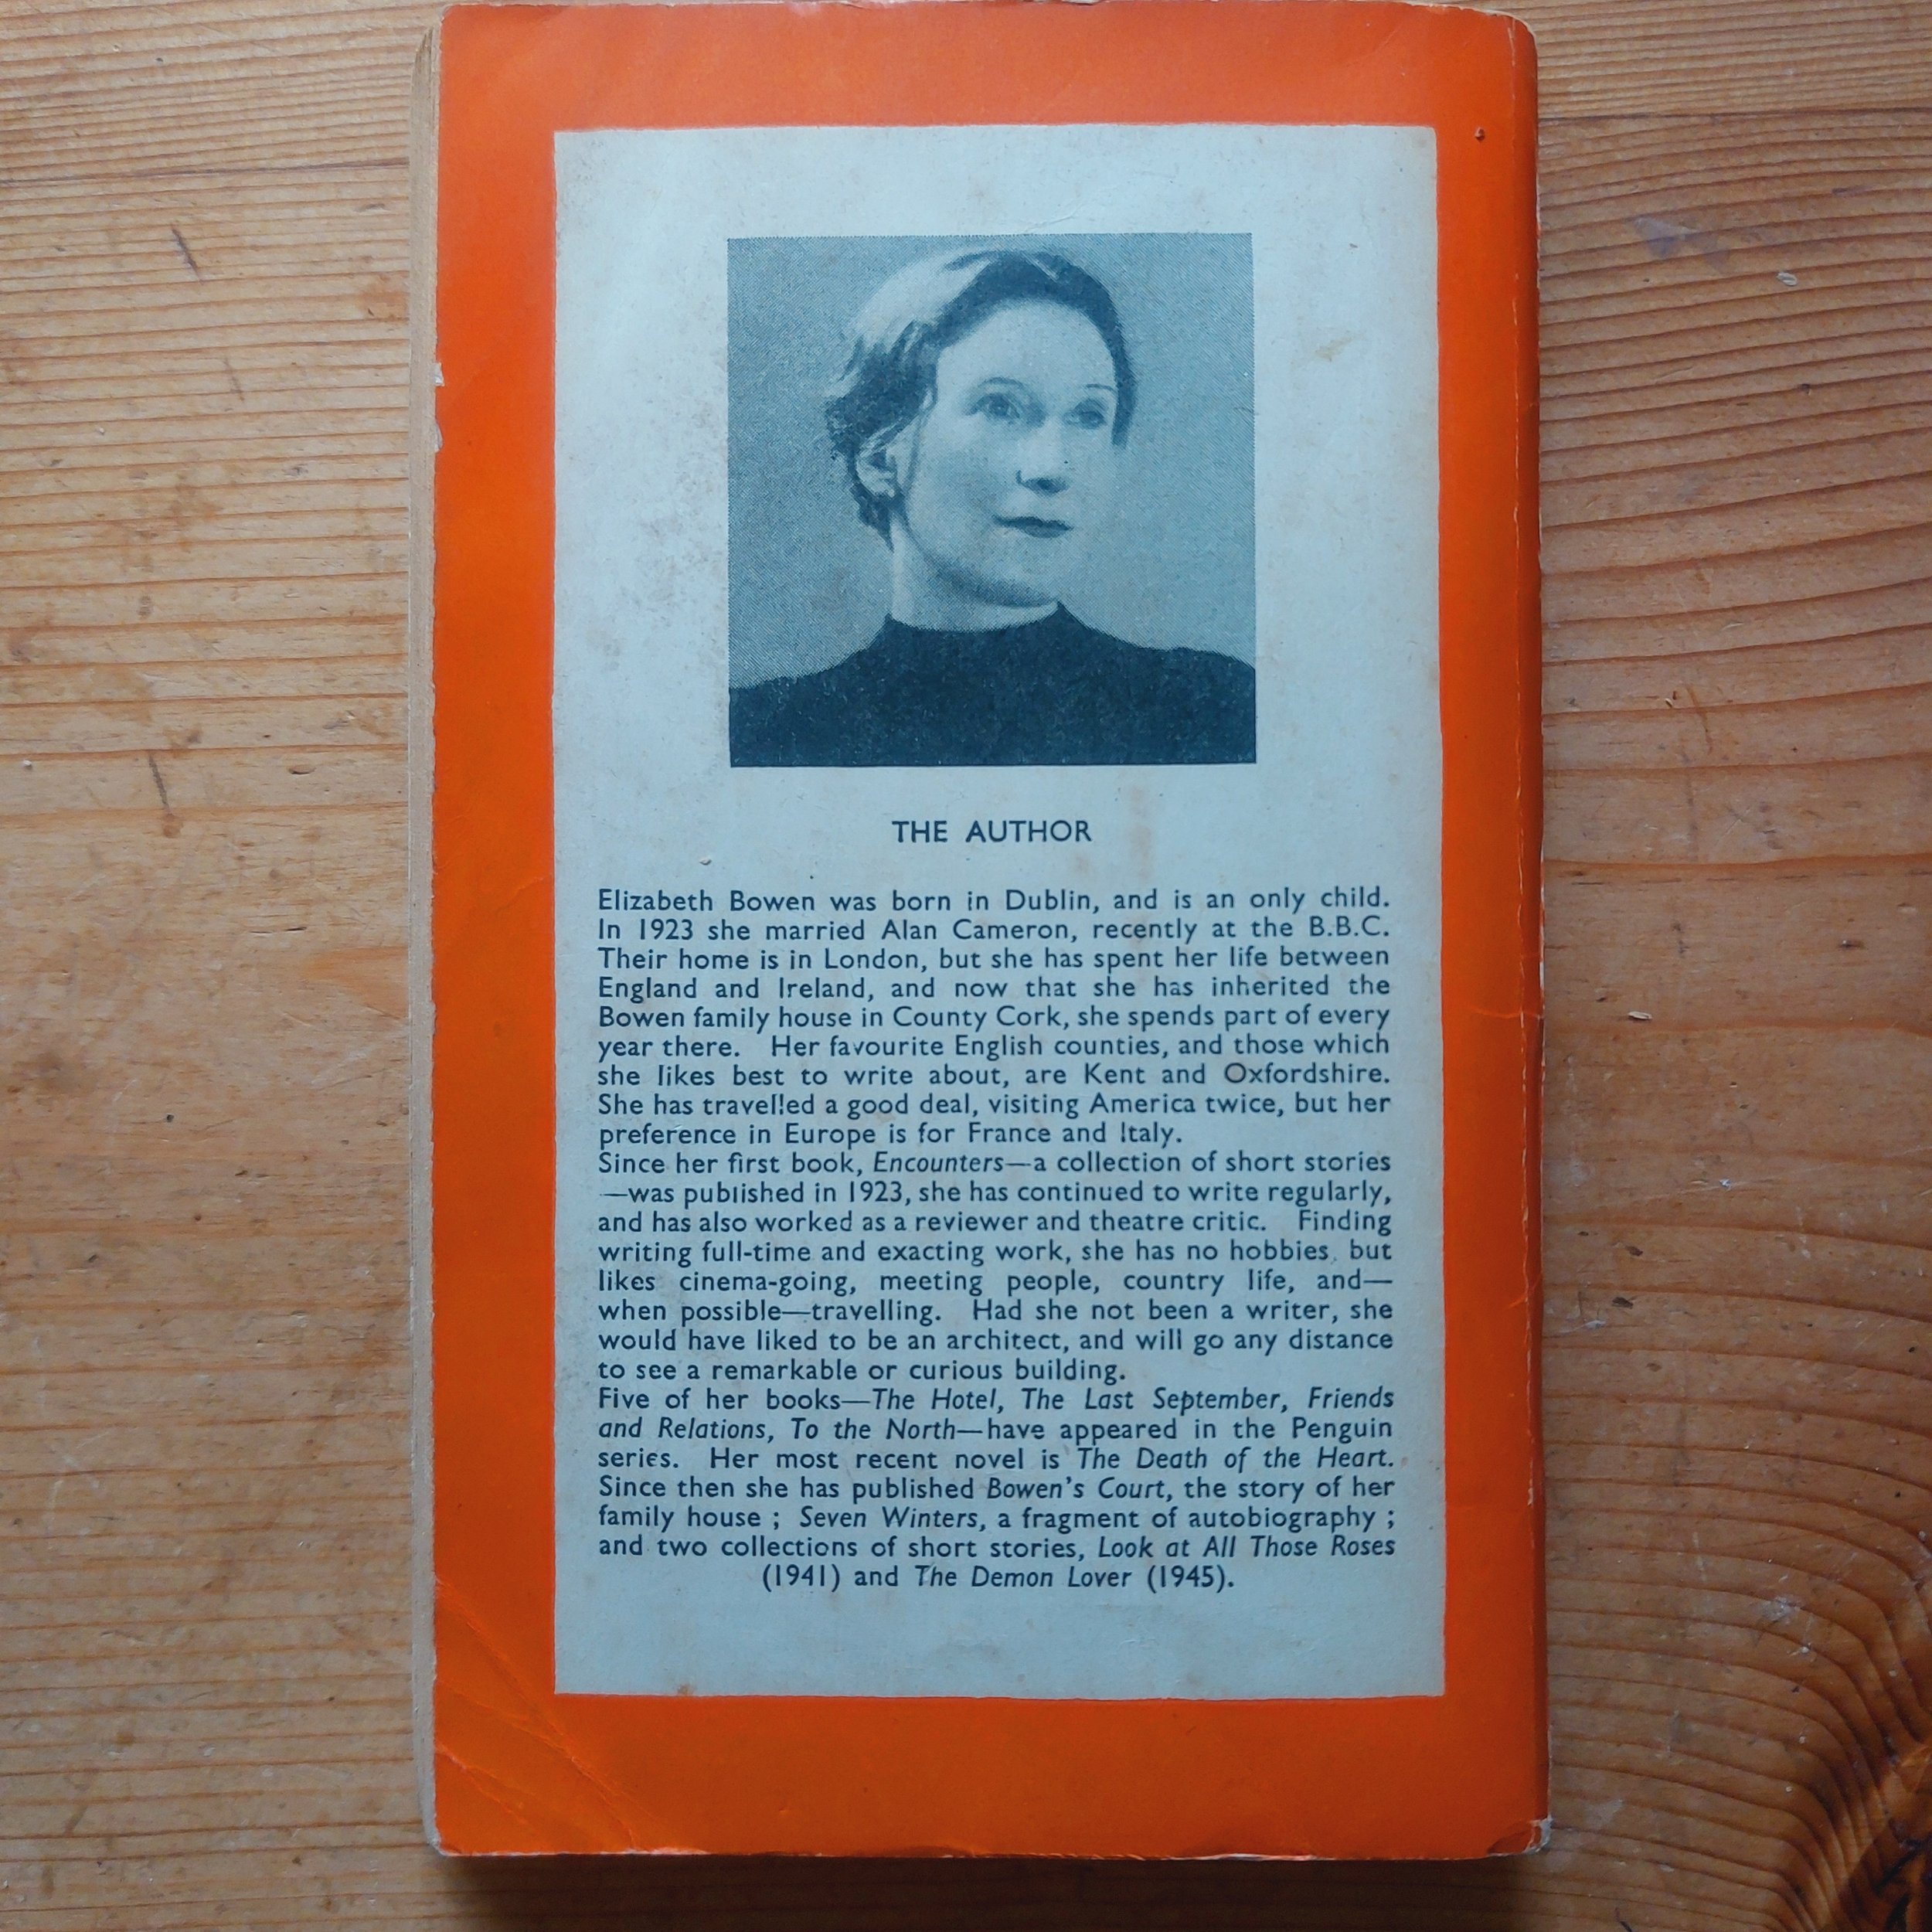 THE AUTHOR
Elizabeth Bowen was born in Dublin, and is an only child.
In 1923 she married Alan Cameron, recently at the B.B.C.
Their home is in London, but she has spent her life between
England and Ireland, and now that she has inherited the
Bowen family house in County Cork, she spends part of every
year there. Her favourite English counties, and those which
she likes best to write about, are Kent and Oxfordshire.
She has travelled a good deal, visiting America twice, but her
preference in Europe is for France and Italy.
Since her first book, Encounters—a collection of short stories
—was published in 1923, she has continued to write regularly,
and has also worked as a reviewer and theatre critic. Finding
writing full-time and exacting work, she has no hobbies, but
likes cinema-going, meeting people, country life, and—
when possible—travelling. Had she not been a writer, she
would have liked to be an architect, and will go any distance
to see a remarkable or curious building.
Five of her books—The Hotel, The Last September, Friends
and Relations, To the North—have appeared in the Penguin
series. Her most recent novel is The Death of the Heart.
Since then she has published Bowen's Court, the story of her
family house ; Seven Winters, a fragment of autobiography ;
and two collections of short stories, Look at All Those Roses
(1941) and The Demon Lover (1945).